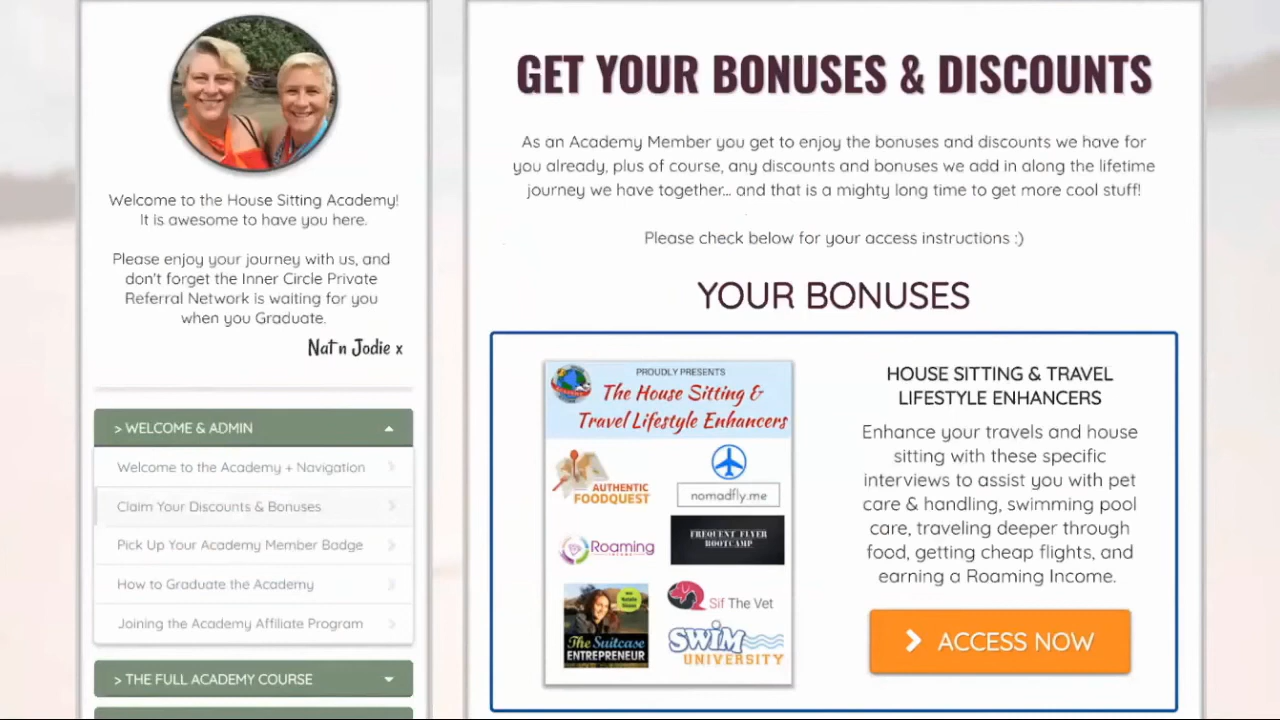 Welcome to the House Sitting Academy!
It is awesome to have you here.
Please enjoy your journey with us, and
don't forget the Inner Circle Private
Referral Network is waiting for you
when you Graduate.
Nat n Jodie x
> WELCOME & ADMIN
Welcome to the Academy + Navigation
Claim Your Discounts & Bonuses
Pick Up Your Academy Member Badge
How to Graduate the Academy
Joining the Academy Affiliate Program
> THE FULL ACADEMY COURSE
GET YOUR BONUSES & DISCOUNTS
As an Academy Member you get to enjoy the bonuses and discounts we have for
you already, plus of course, any discounts and bonuses we add in along the lifetime
journey we have together... and that is a mighty long time to get more cool stuff!
Please check below for your access instructions :)
YOUR BONUSES
PROUDLY PRESENTS
The House Sitting &
Travel Lifestyle Enhancers
AUTHENTIC
FOODQUEST
nomadfly.me
Roaming
FREQUENT FLYER
BOOTCAMP
The Suitcase
ENTREPRENEUR
Sif The Vet
SWiM
UNIVERSITY
HOUSE SITTING & TRAVEL
LIFESTYLE ENHANCERS
Enhance your travels and house
sitting with these specific
interviews to assist you with pet
care & handling, swimming pool
care, traveling deeper through
food, getting cheap flights, and
earning a Roaming Income.
ACCESS NOW